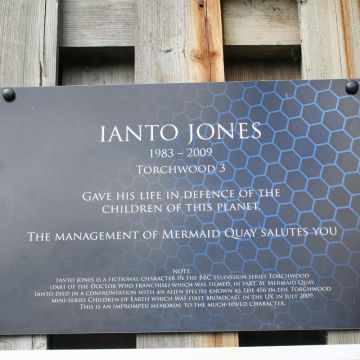 IANTO JONES
1983 – 2009
TORCHWOOD 3
GAVE HIS LIFE IN DEFENCE OF THE
CHILDREN OF THIS PLANET.
THE MANAGEMENT OF MERMAID QUAY SALUTES YOU
NOTE:
IANTO JONES IS A FICTIONAL CHARACTER IN THE BBC TELEVISION SERIES TORCHWOOD
(PART OF THE DOCTOR WHO FRANCHISE) WHICH WAS FILMED, IN PART AT MERMAID QUAY.
IANTO DIED IN A CONFRONTATION WITH AN ALIEN SPECIES KNOWN AS THE 456 IN THE TORCHWOOD
MINI-SERIES CHILDREN OF EARTH WHICH WAS FIRST BROADCAST IN THE UK IN JULY 2009.
THIS IS AN IMPROMPTU MEMORIAL TO THE MUCH-LOVED CHARACTER.